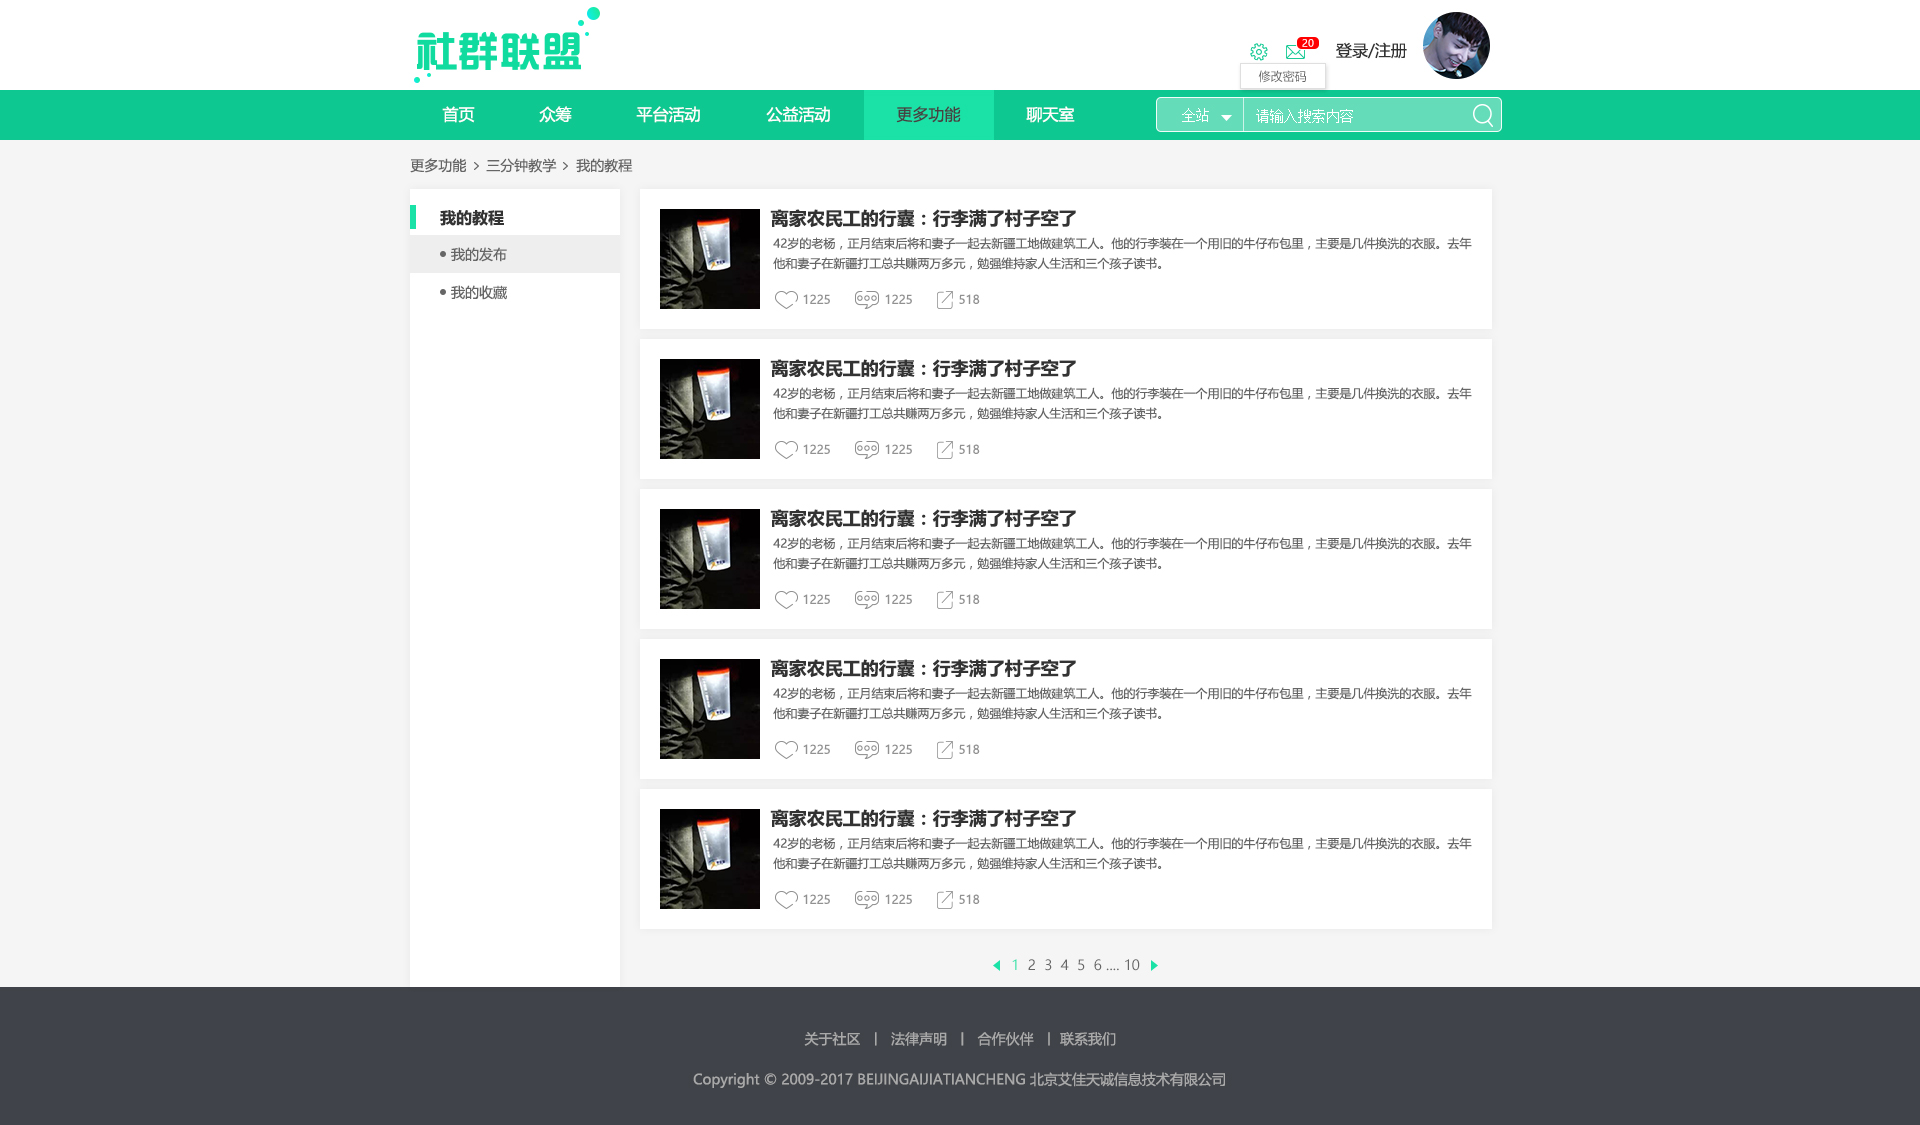 社群联盟
20
登录/注册
修改密码
首页 众筹 平台活动 公益活动 更多功能 聊天室 全站 请输入搜索内容
更多功能 > 三分钟教学 > 我的教程
我的教程
• 我的发布
• 我的收藏
离家农民工的行囊：行李满了村子空了
42岁的老杨，正月结束后将和妻子一起去新疆工地做建筑工人。他的行李装在一个用旧的牛仔布包里，主要是几件换洗的衣服。去年
他和妻子在新疆打工总共赚两万多元，勉强维持家人生活和三个孩子读书。
1225 1225 518
离家农民工的行囊：行李满了村子空了
42岁的老杨，正月结束后将和妻子一起去新疆工地做建筑工人。他的行李装在一个用旧的牛仔布包里，主要是几件换洗的衣服。去年
他和妻子在新疆打工总共赚两万多元，勉强维持家人生活和三个孩子读书。
1225 1225 518
离家农民工的行囊：行李满了村子空了
42岁的老杨，正月结束后将和妻子一起去新疆工地做建筑工人。他的行李装在一个用旧的牛仔布包里，主要是几件换洗的衣服。去年
他和妻子在新疆打工总共赚两万多元，勉强维持家人生活和三个孩子读书。
1225 1225 518
离家农民工的行囊：行李满了村子空了
42岁的老杨，正月结束后将和妻子一起去新疆工地做建筑工人。他的行李装在一个用旧的牛仔布包里，主要是几件换洗的衣服。去年
他和妻子在新疆打工总共赚两万多元，勉强维持家人生活和三个孩子读书。
1225 1225 518
离家农民工的行囊：行李满了村子空了
42岁的老杨，正月结束后将和妻子一起去新疆工地做建筑工人。他的行李装在一个用旧的牛仔布包里，主要是几件换洗的衣服。去年
他和妻子在新疆打工总共赚两万多元，勉强维持家人生活和三个孩子读书。
1225 1225 518
1 2 3 4 5 6 .... 10
关于社区 | 法律声明 | 合作伙伴 | 联系我们
Copyright © 2009-2017 BEIJINGAIJIATIANCHENG 北京艾佳天诚信息技术有限公司